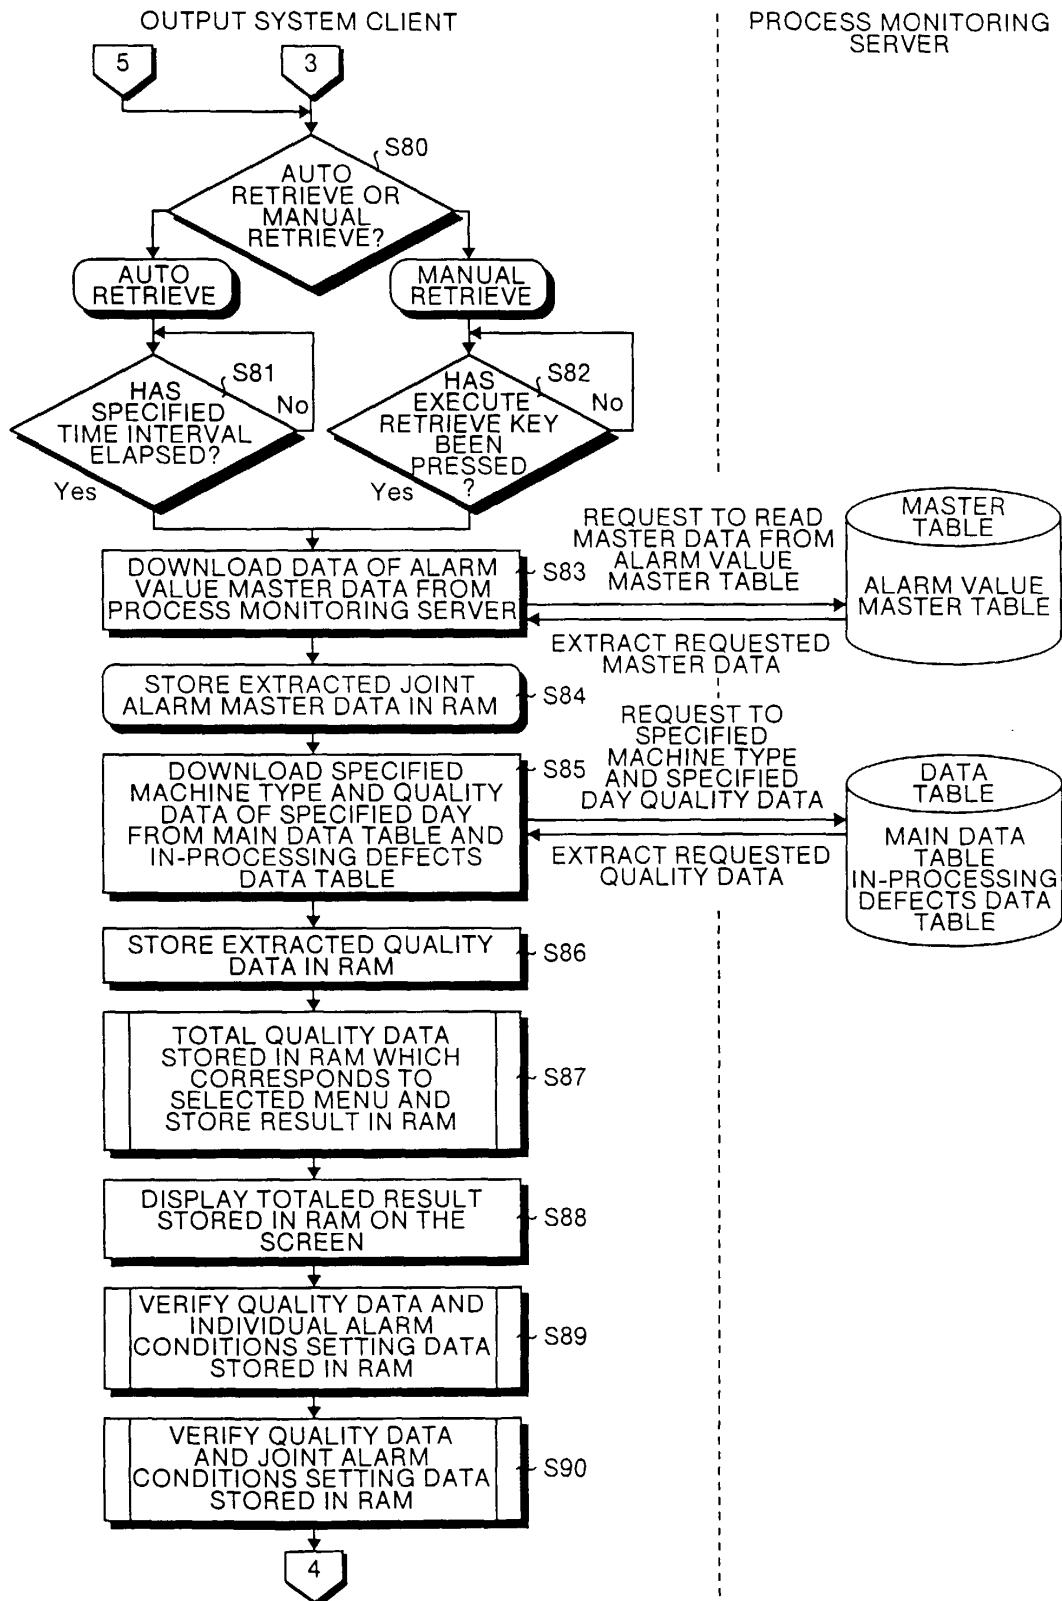 OUTPUT SYSTEM CLIENT
PROCESS MONITORING
SERVER
5
3
S80
AUTO
RETRIEVE OR
MANUAL
RETRIEVE?
AUTO
RETRIEVE
MANUAL
RETRIEVE
S81
HAS
SPECIFIED
TIME INTERVAL
ELAPSED?
No
Yes
S82
HAS
EXECUTE
RETRIEVE KEY
BEEN
PRESSED
?
No
Yes
DOWNLOAD DATA OF ALARM
VALUE MASTER DATA FROM
PROCESS MONITORING SERVER
S83
REQUEST TO READ
MASTER DATA FROM
ALARM VALUE
MASTER TABLE
EXTRACT REQUESTED
MASTER DATA
MASTER
TABLE
ALARM VALUE
MASTER TABLE
STORE EXTRACTED JOINT
ALARM MASTER DATA IN RAM
S84
DOWNLOAD SPECIFIED
MACHINE TYPE AND QUALITY
DATA OF SPECIFIED DAY
FROM MAIN DATA TABLE AND
IN-PROCESSING DEFECTS
DATA TABLE
S85
REQUEST TO
SPECIFIED
MACHINE TYPE
AND SPECIFIED
DAY QUALITY DATA
EXTRACT REQUESTED
QUALITY DATA
DATA
TABLE
MAIN DATA
TABLE
IN-PROCESSING
DEFECTS DATA
TABLE
STORE EXTRACTED QUALITY
DATA IN RAM
S86
TOTAL QUALITY DATA
STORED IN RAM WHICH
CORRESPONDS TO
SELECTED MENU AND
STORE RESULT IN RAM
S87
DISPLAY TOTALED RESULT
STORED IN RAM ON THE
SCREEN
S88
VERIFY QUALITY DATA AND
INDIVIDUAL ALARM
CONDITIONS SETTING DATA
STORED IN RAM
S89
VERIFY QUALITY DATA
AND JOINT ALARM
CONDITIONS SETTING DATA
STORED IN RAM
S90
4